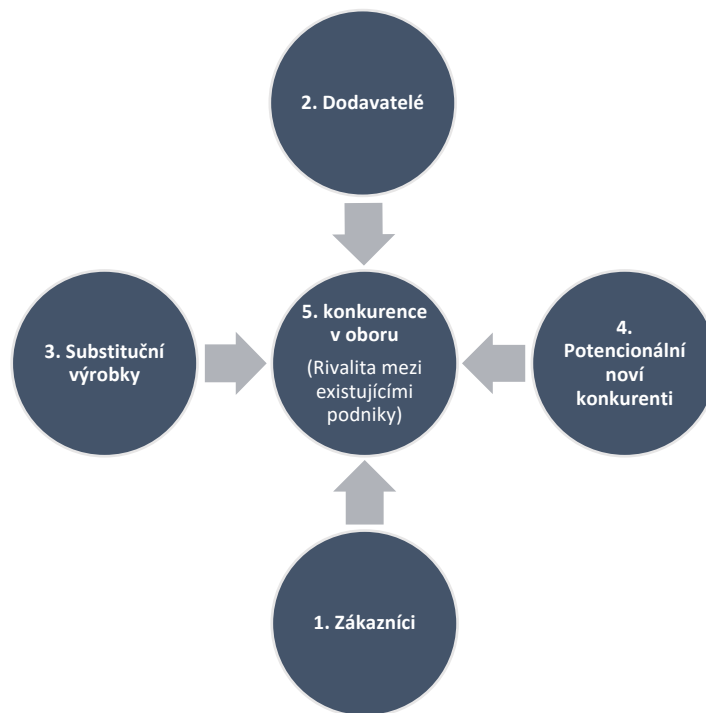 2. Dodavatelé
3. Substituční
výrobky
5. konkurence
v oboru
(Rivalita mezi
existujícími
podniky)
4.
Potencionální
noví
konkurenti
1. Zákazníci